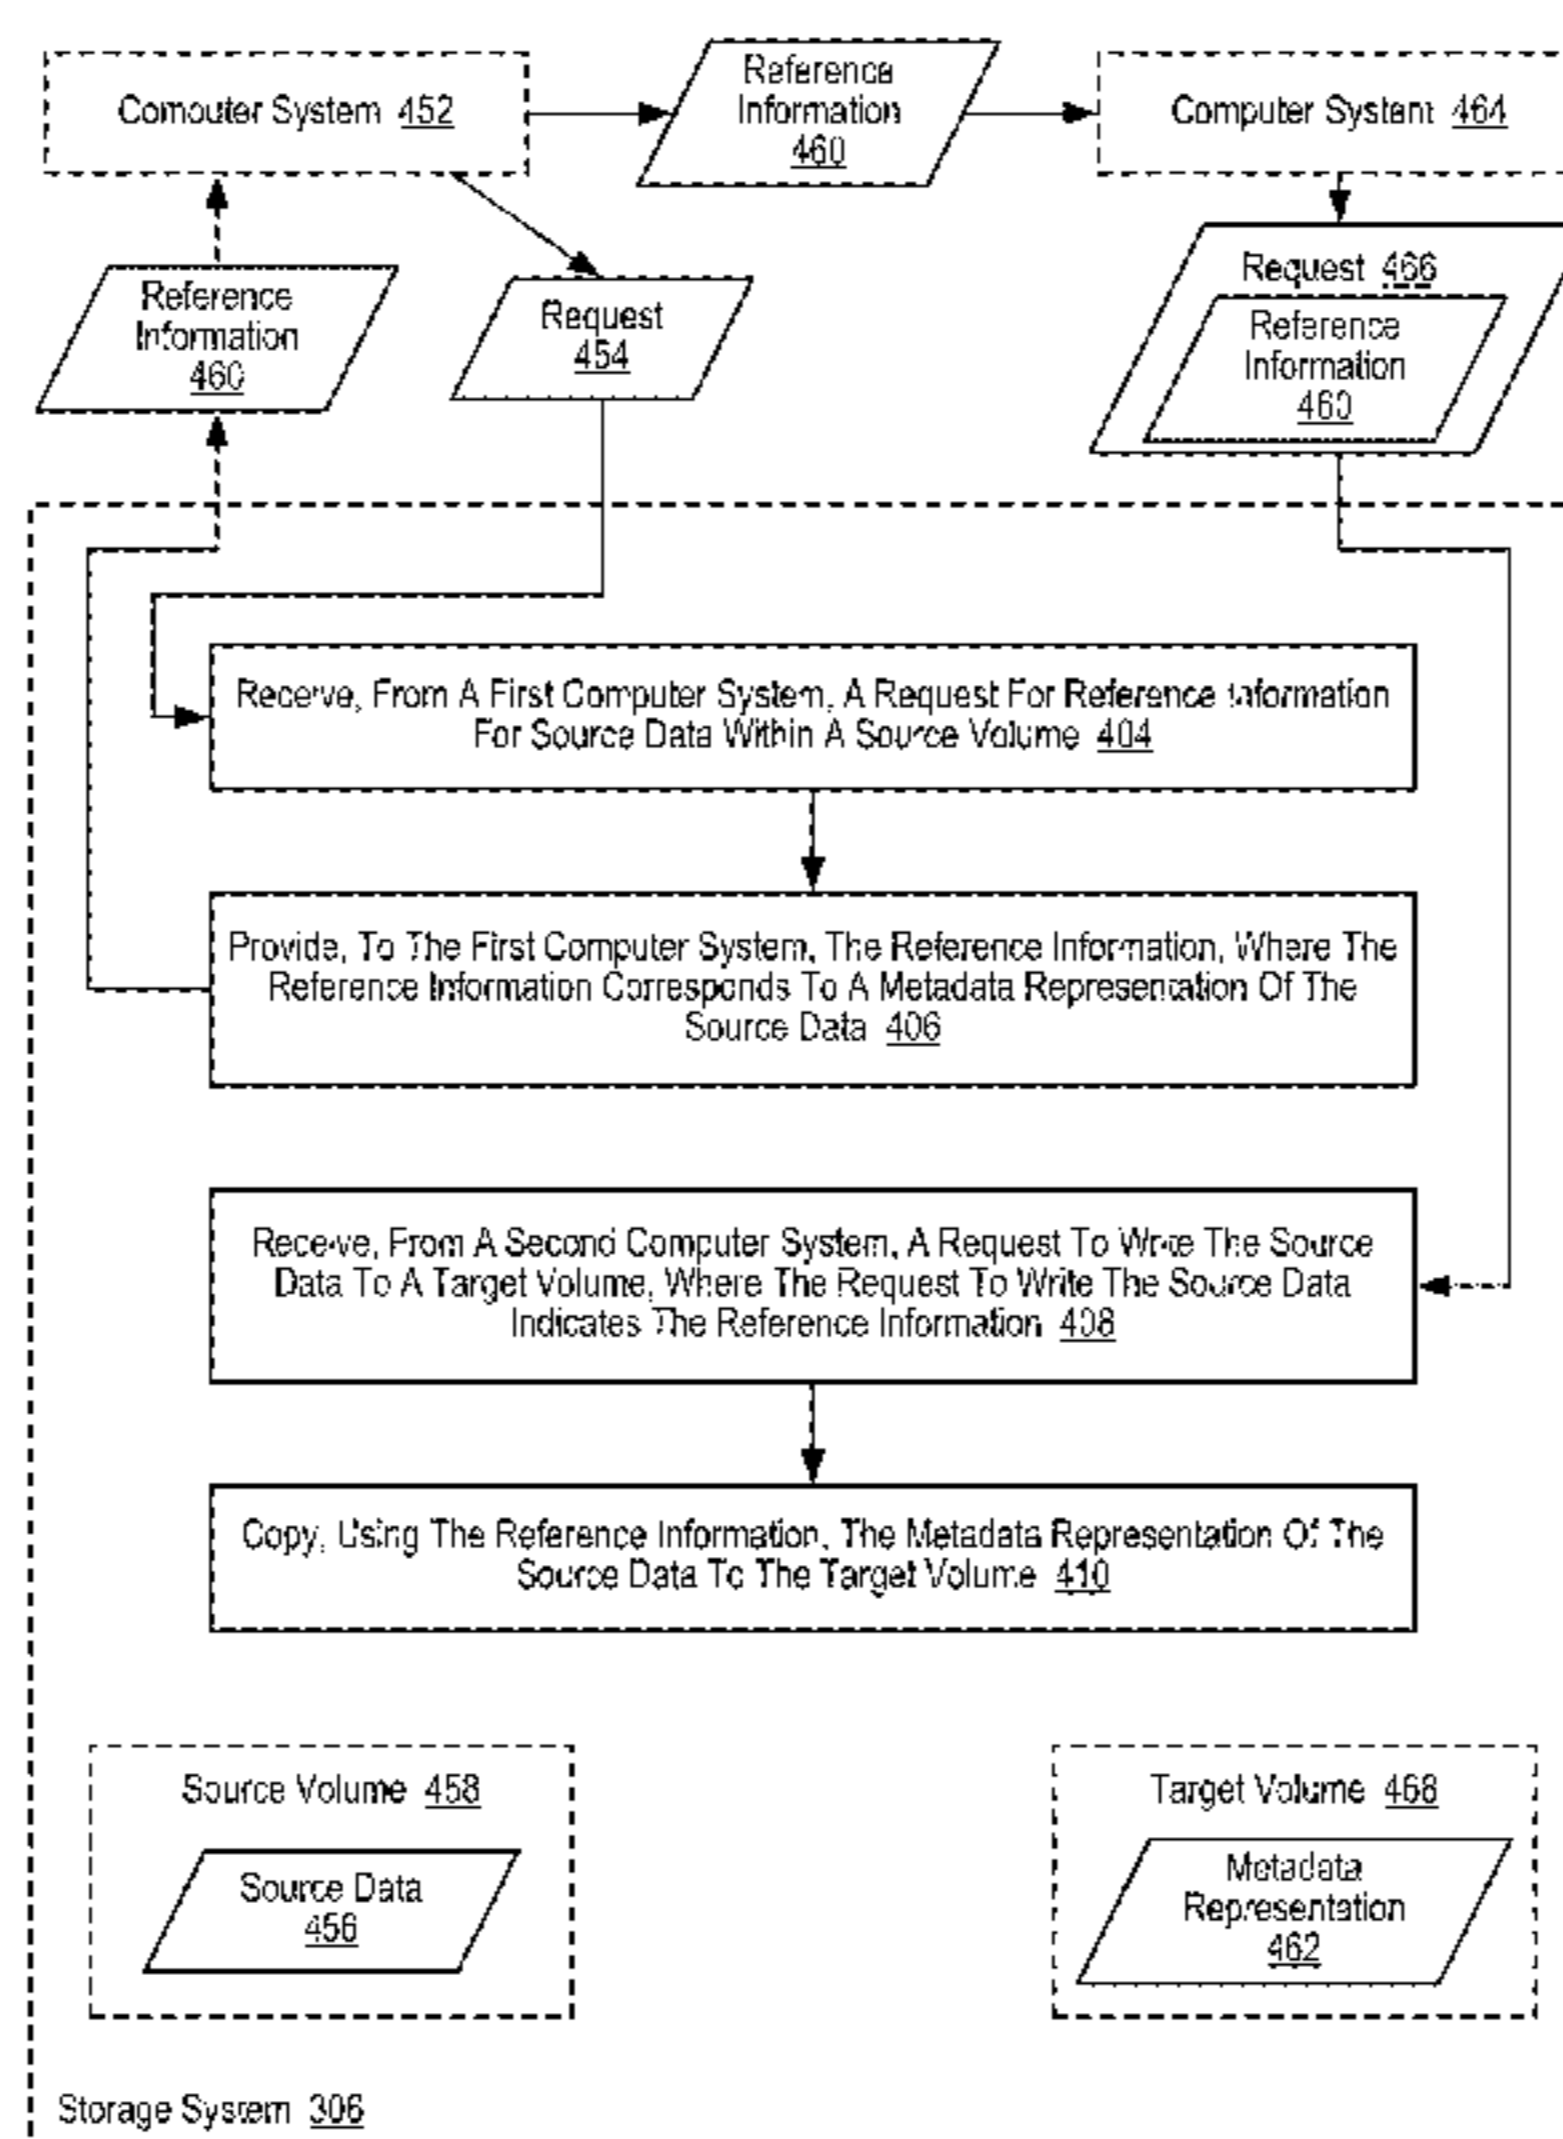 Computer System 452
Reference
Information
460
Computer System 464
Reference
Information
460
Request
454
Request 466
Reference
Information
460
Receive, From A First Computer System, A Request For Reference Information
For Source Data Within A Source Volume 404
Provide, To The First Computer System, The Reference Information, Where The
Reference Information Corresponds To A Metadata Representation Of The
Source Data 406
Receive, From A Second Computer System, A Request To Write The Source
Data To A Target Volume, Where The Request To Write The Source Data
Indicates The Reference Information 408
Copy, Using The Reference Information, The Metadata Representation Of The
Source Data To The Target Volume 410
Source Volume 458
Source Data
456
Target Volume 468
Metadata
Representation
462
Storage System 306